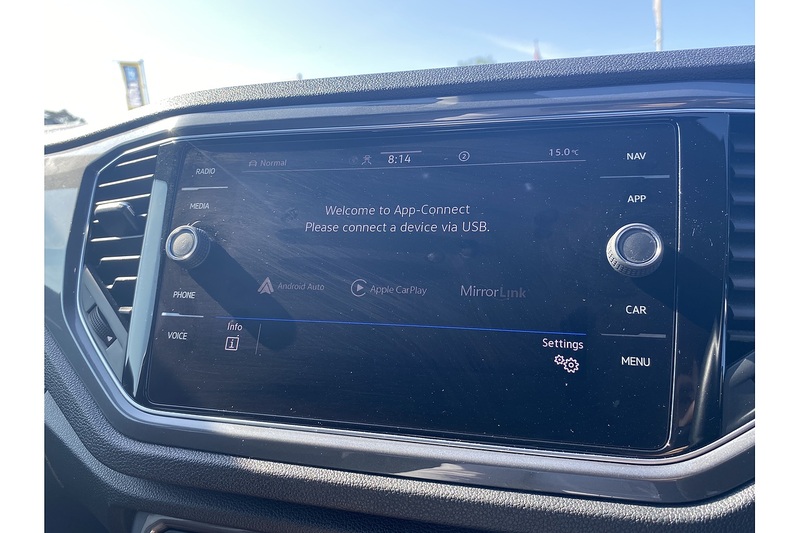 RADIO
MEDIA
PHONE
VOICE
Normal
8:14
2
15.0°C
Welcome to App-Connect
Please connect a device via USB.
Android Auto
Apple CarPlay
MirrorLink
Info
i
Settings
NAV
APP
CAR
MENU